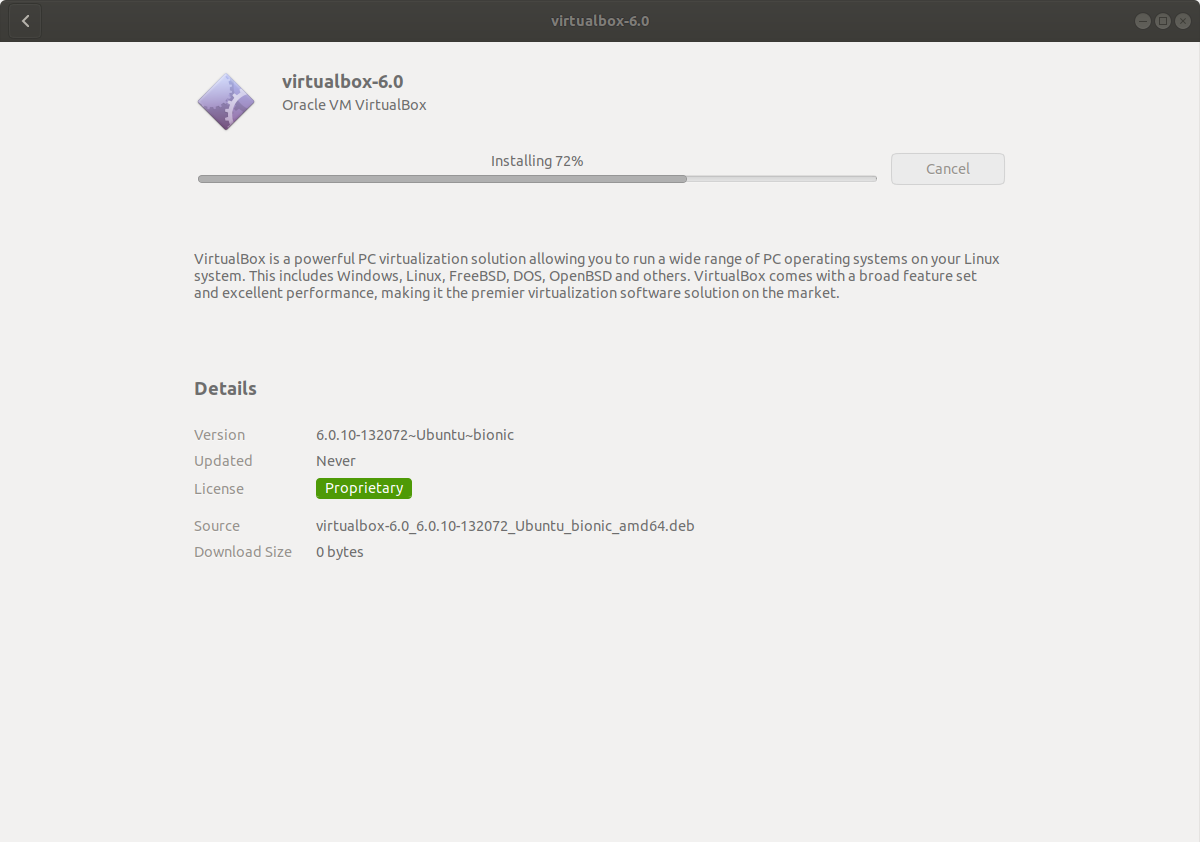 virtualbox-6.0
virtualbox-6.0
Oracle VM VirtualBox
Installing 72%
Cancel
VirtualBox is a powerful PC virtualization solution allowing you to run a wide range of PC operating systems on your Linux
system. This includes Windows, Linux, FreeBSD, DOS, OpenBSD and others. VirtualBox comes with a broad feature set
and excellent performance, making it the premier virtualization software solution on the market.
Details
Version 6.0.10-132072~Ubuntu~bionic
Updated Never
License Proprietary
Source virtualbox-6.0_6.0.10-132072_Ubuntu_bionic_amd64.deb
Download Size 0 bytes